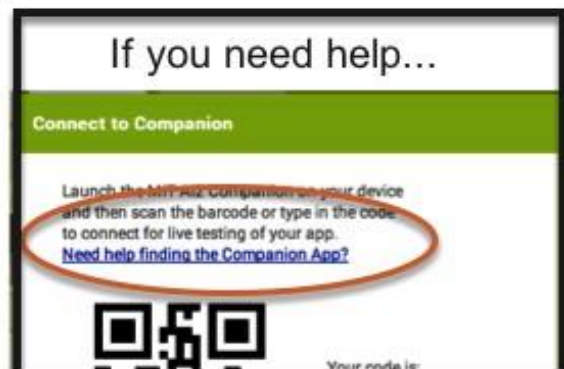 If you need help...
Connect to Companion
Launch the MIT AI2 Companion on your device
and then scan the barcode or type in the code
to connect for live testing of your app.
Need help finding the Companion App?
Your code is: